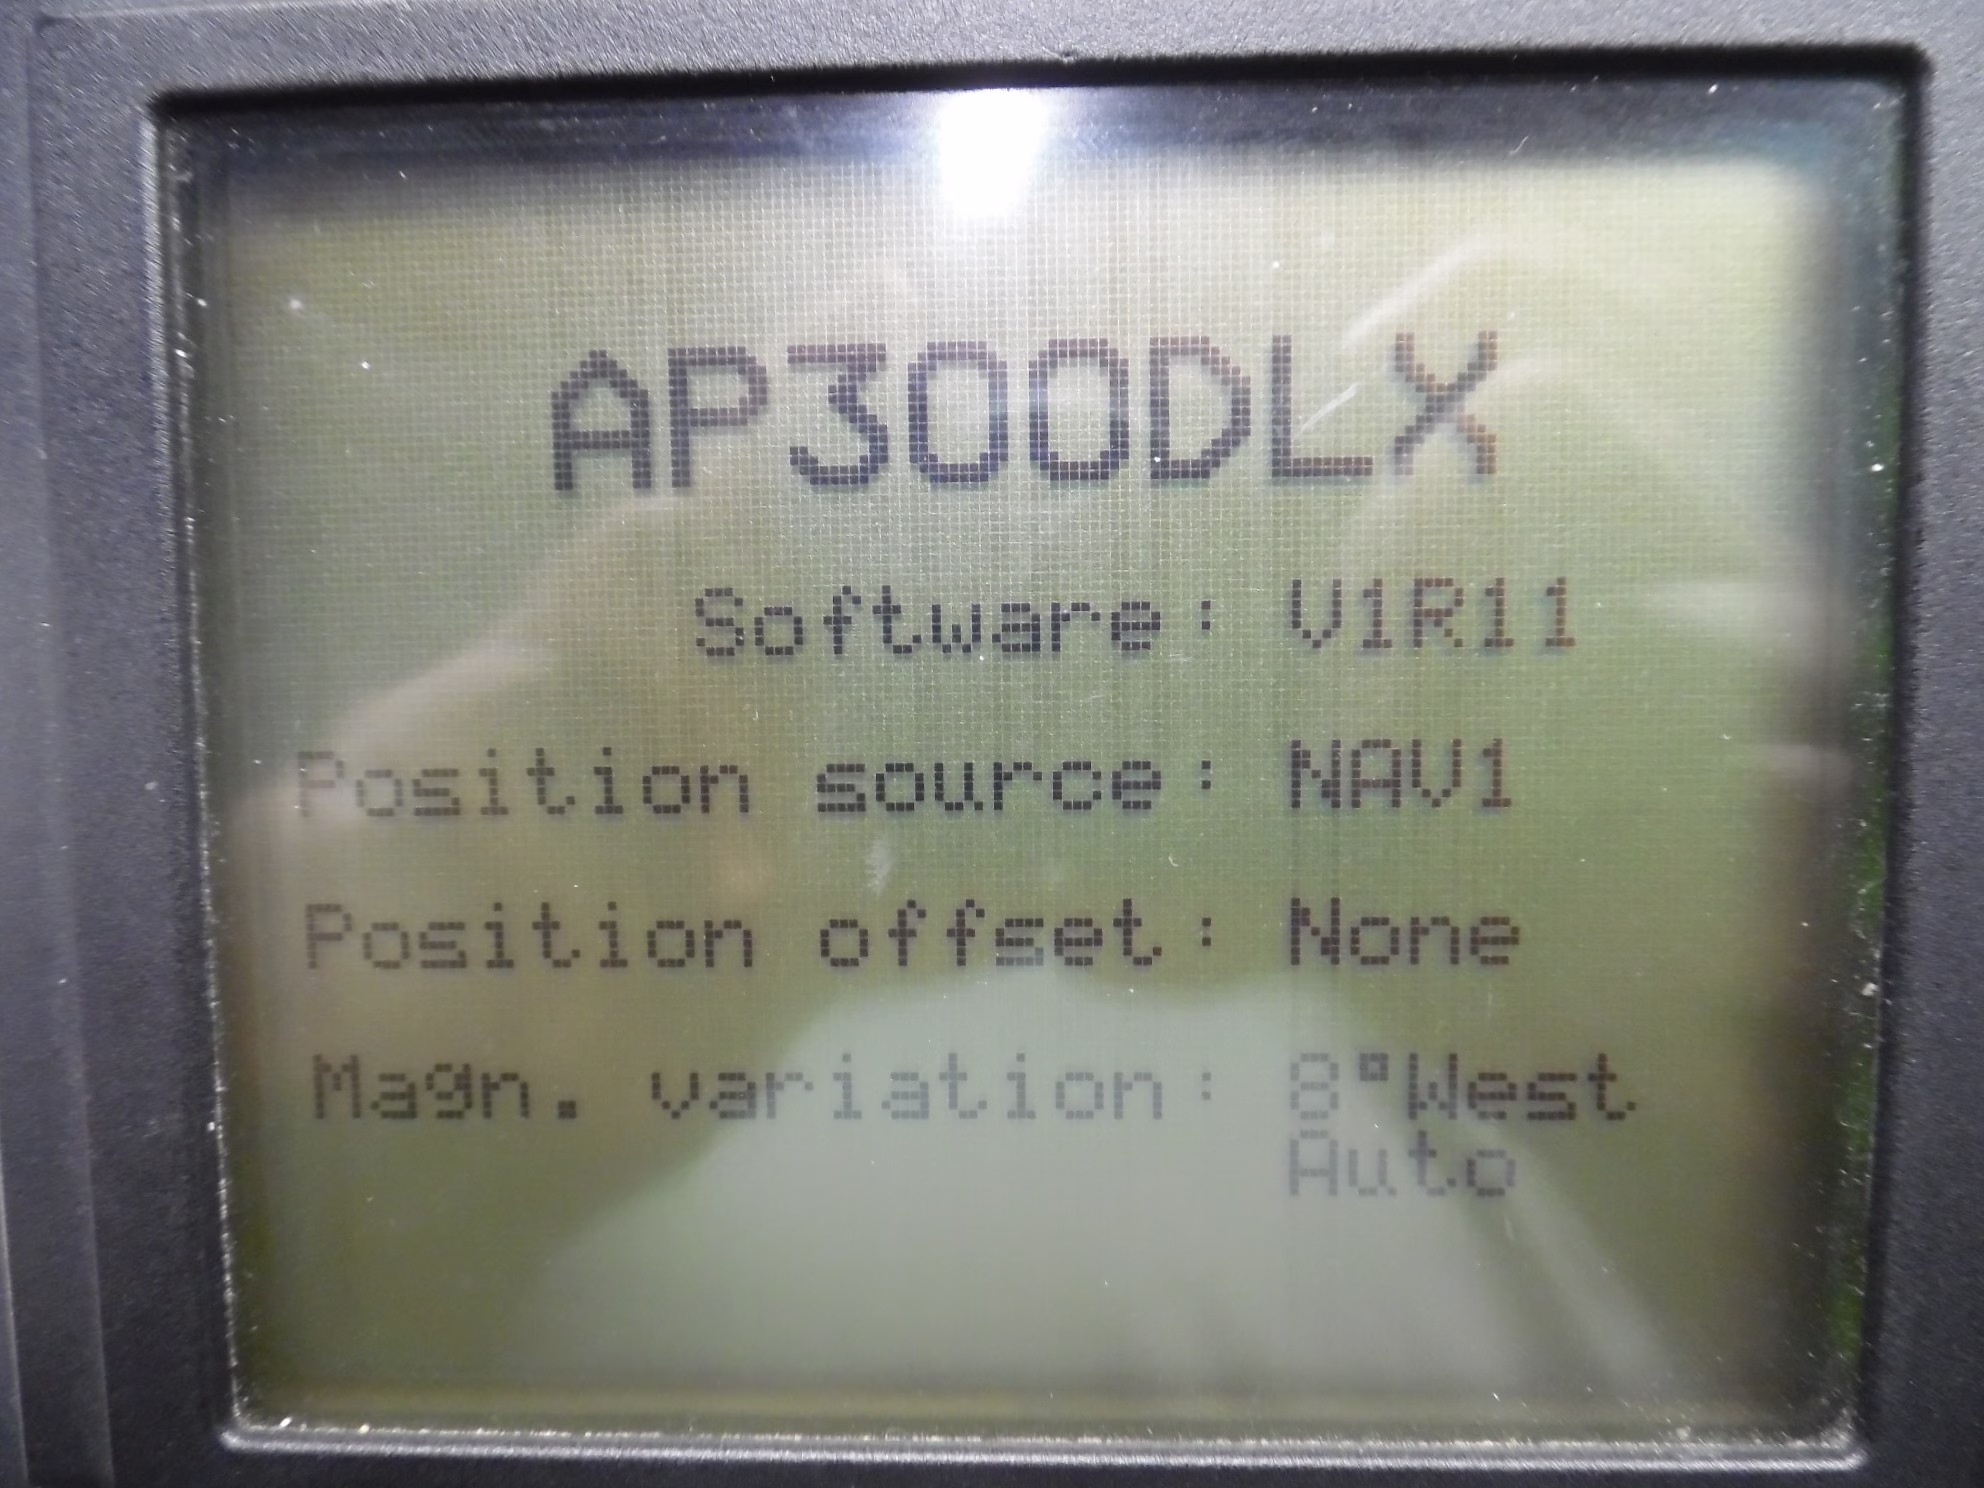 AP300DLX
Software: V1R11
Position source: NAV1
Position offset: None
Magn. variation: 8°West
Auto